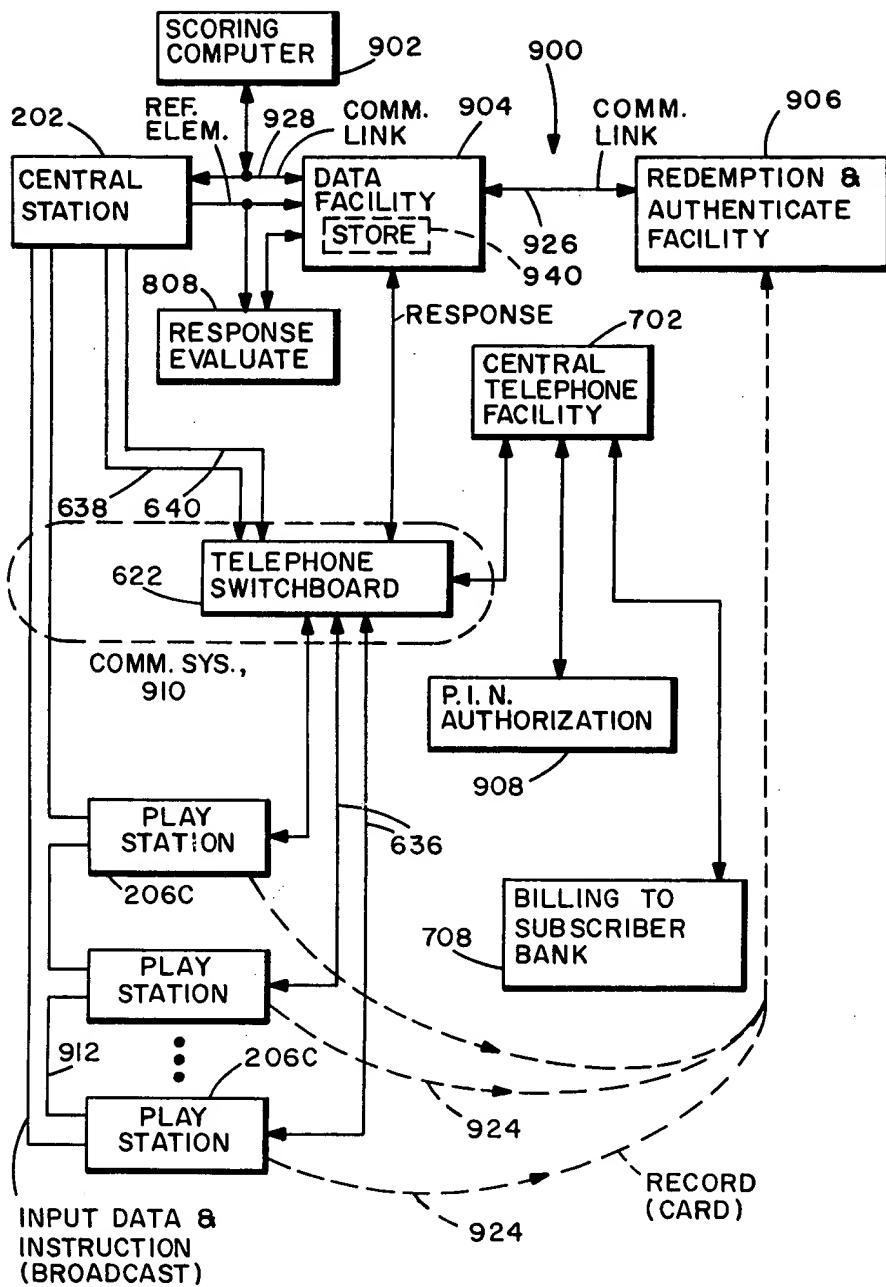 SCORING
COMPUTER
902
900
REF.
ELEM.
928
COMM.
LINK
904
COMM.
LINK
906
202
CENTRAL
STATION
DATA
FACILITY
STORE
REDEMPTION &
AUTHENTICATE
FACILITY
926
940
808
RESPONSE
EVALUATE
RESPONSE
702
CENTRAL
TELEPHONE
FACILITY
638
640
622
TELEPHONE
SWITCHBOARD
COMM. SYS.,
910
P.I.N.
AUTHORIZATION
908
PLAY
STATION
206C
636
BILLING TO
SUBSCRIBER
BANK
708
PLAY
STATION
912
206C
PLAY
STATION
924
924
RECORD
(CARD)
INPUT DATA &
INSTRUCTION
(BROADCAST)